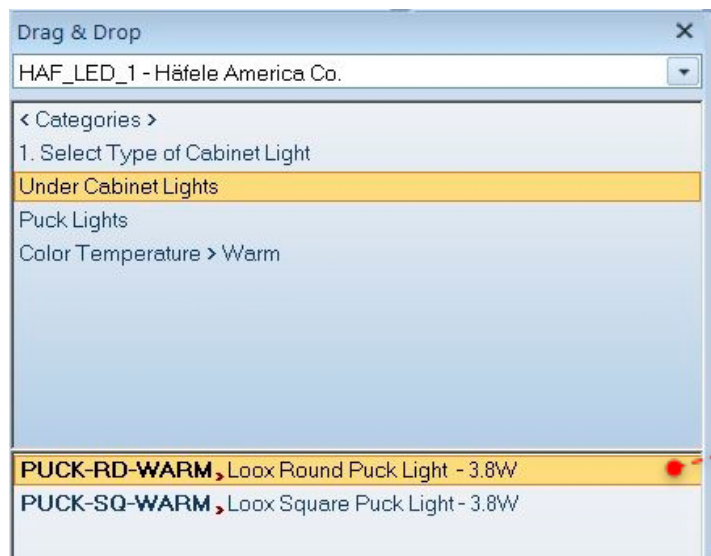 Drag & Drop
HAF_LED_1 - Häfele America Co.
< Categories >
1. Select Type of Cabinet Light
Under Cabinet Lights
Puck Lights
Color Temperature > Warm
PUCK-RD-WARM, Loox Round Puck Light - 3.8W
PUCK-SQ-WARM, Loox Square Puck Light - 3.8W